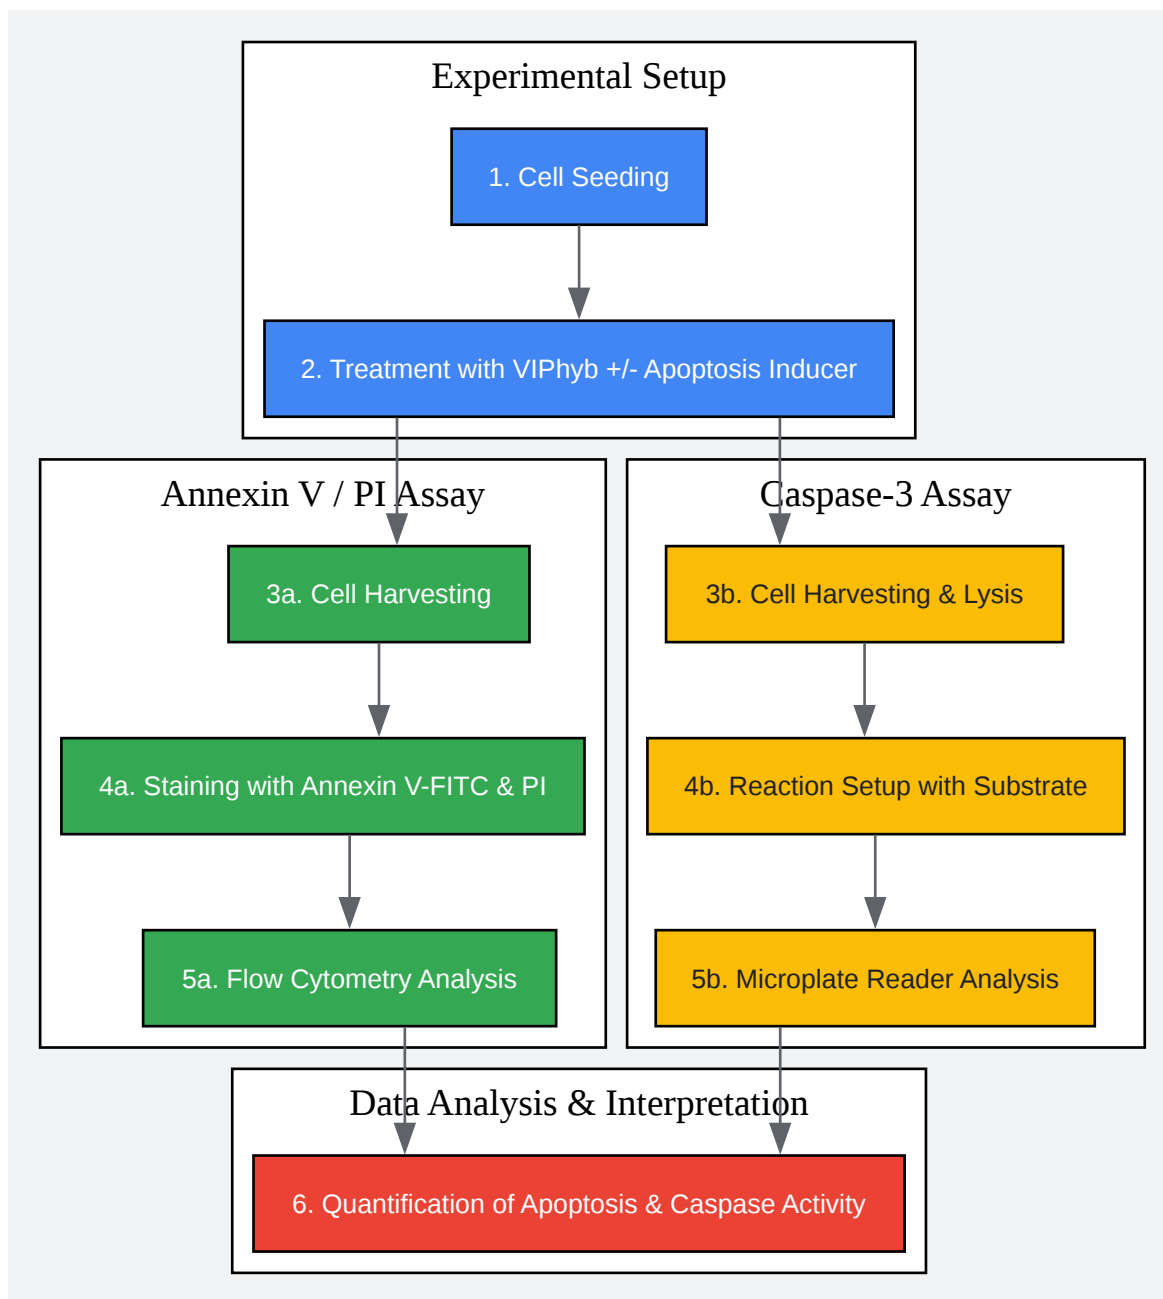 Experimental Setup
1. Cell Seeding
2. Treatment with VIPhyb +/- Apoptosis Inducer
Annexin V / PI Assay
3a. Cell Harvesting
4a. Staining with Annexin V-FITC & PI
5a. Flow Cytometry Analysis
Caspase-3 Assay
3b. Cell Harvesting & Lysis
4b. Reaction Setup with Substrate
5b. Microplate Reader Analysis
Data Analysis & Interpretation
6. Quantification of Apoptosis & Caspase Activity